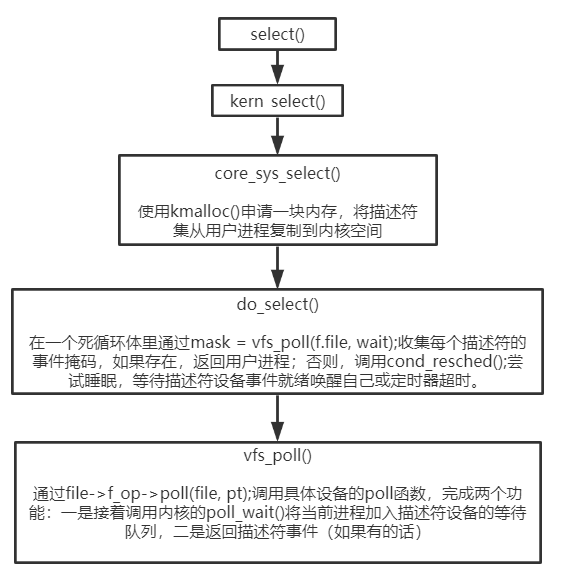 select()
kern_select()
core_sys_select()
使用kmalloc()申请一块内存，将描述符
集从用户进程复制到内核空间
do_select()
在一个死循环体里通过mask = vfs_poll(f.file, wait);收集每个描述符的
事件掩码，如果存在，返回用户进程；否则，调用cond_resched();尝
试睡眠，等待描述符设备事件就绪唤醒自己或定时器超时。
vfs_poll()
通过file->f_op->poll(file, pt);调用具体设备的poll函数，完成两个功
能：一是接着调用内核的poll_wait()将当前进程加入描述符设备的等待
队列，二是返回描述符事件（如果有的话）